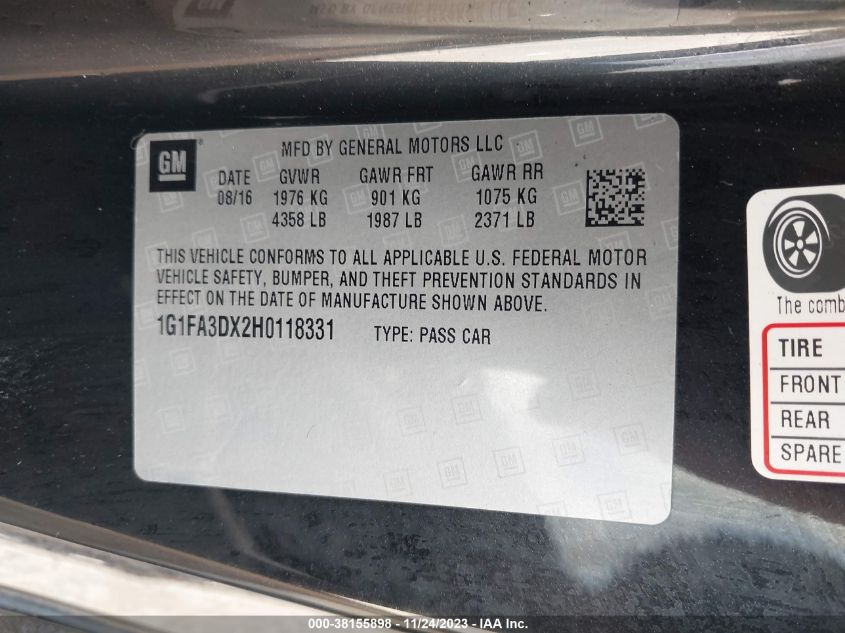 GM
MFD BY GENERAL MOTORS LLC
DATE GVWR GAWR FRT GAWR RR
08/16 1976 KG 901 KG 1075 KG
4358 LB 1987 LB 2371 LB
THIS VEHICLE CONFORMS TO ALL APPLICABLE U.S. FEDERAL MOTOR
VEHICLE SAFETY, BUMPER, AND THEFT PREVENTION STANDARDS IN
EFFECT ON THE DATE OF MANUFACTURE SHOWN ABOVE.
1G1FA3DX2H0118331 TYPE: PASS CAR
The comb
TIRE
FRONT
REAR
SPARE
000-38155898 - 11/24/2023 - IAA Inc.